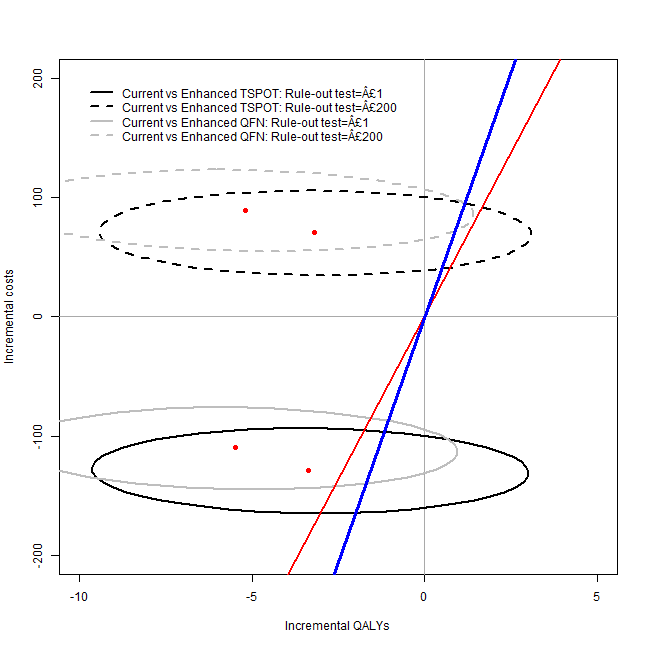 200
100
0
-100
-200
Incremental costs
Current vs Enhanced TSPOT: Rule-out test=Â£1
Current vs Enhanced TSPOT: Rule-out test=Â£200
Current vs Enhanced QFN: Rule-out test=Â£1
Current vs Enhanced QFN: Rule-out test=Â£200
-10 -5 0 5
Incremental QALYs